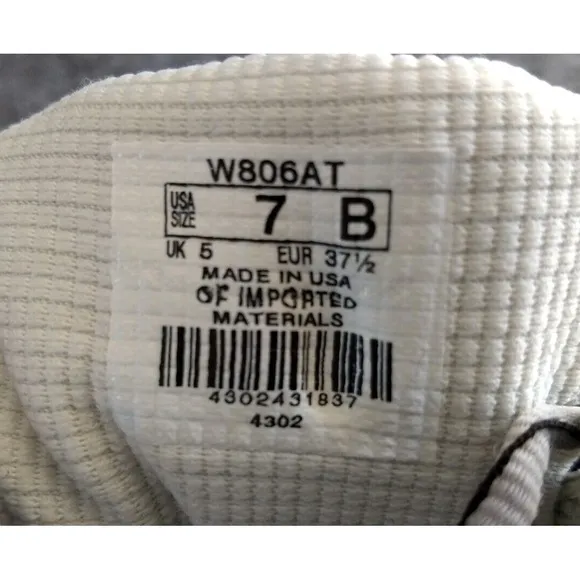 W806AT
USA SIZE 7 B
UK 5 EUR 37½
MADE IN USA
OF IMPORTED
MATERIALS
4302431837
4302